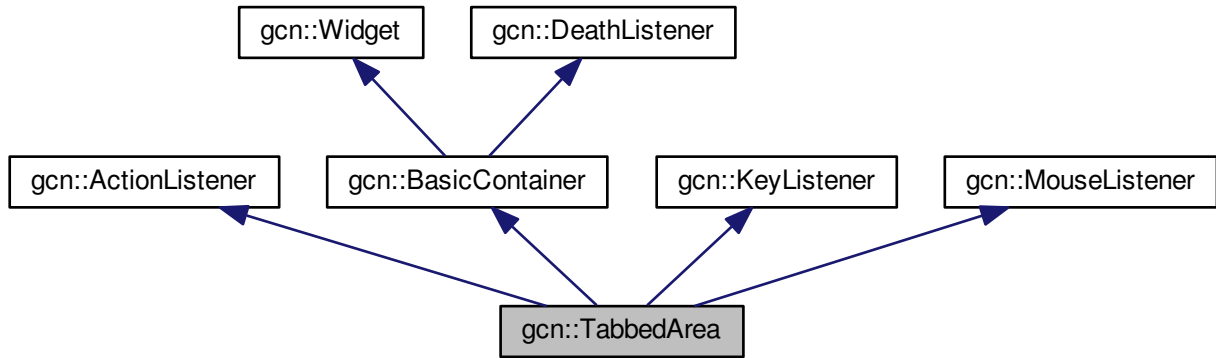 gcn::Widget
gcn::DeathListener
gcn::ActionListener
gcn::BasicContainer
gcn::KeyListener
gcn::MouseListener
gcn::TabbedArea